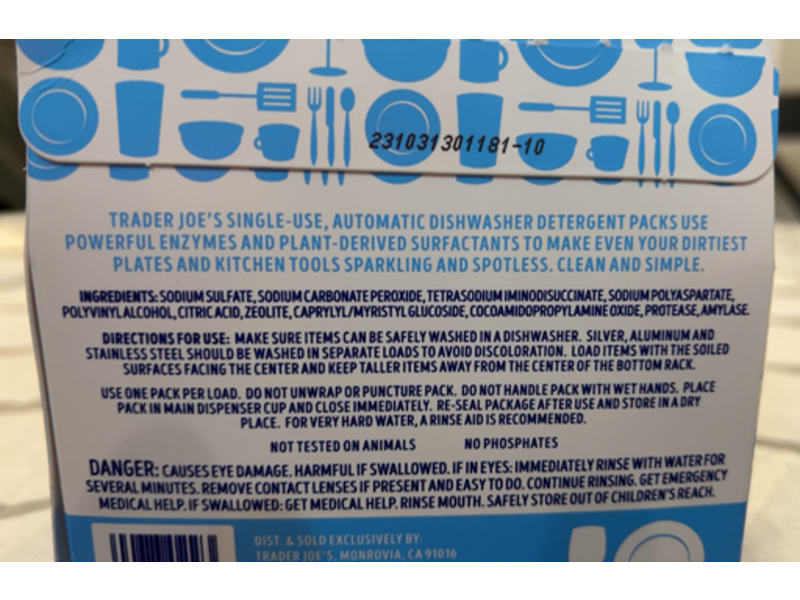 231031301181-10
TRADER JOE'S SINGLE-USE, AUTOMATIC DISHWASHER DETERGENT PACKS USE
POWERFUL ENZYMES AND PLANT-DERIVED SURFACTANTS TO MAKE EVEN YOUR DIRTIEST
PLATES AND KITCHEN TOOLS SPARKLING AND SPOTLESS. CLEAN AND SIMPLE.
INGREDIENTS: SODIUM SULFATE, SODIUM CARBONATE PEROXIDE, TETRASODIUM IMINODISUCCINATE, SODIUM POLYASPARTATE,
POLYVINYL ALCOHOL, CITRIC ACID, ZEOLITE, CAPRYLYL/MYRISTYL GLUCOSIDE, COCOAMIDOPROPYLAMINE OXIDE, PROTEASE, AMYLASE.
DIRECTIONS FOR USE: MAKE SURE ITEMS CAN BE SAFELY WASHED IN A DISHWASHER. SILVER, ALUMINUM AND
STAINLESS STEEL SHOULD BE WASHED IN SEPARATE LOADS TO AVOID DISCOLORATION. LOAD ITEMS WITH THE SOILED
SURFACES FACING THE CENTER AND KEEP TALLER ITEMS AWAY FROM THE CENTER OF THE BOTTOM RACK.
USE ONE PACK PER LOAD. DO NOT UNWRAP OR PUNCTURE PACK. DO NOT HANDLE PACK WITH WET HANDS. PLACE
PACK IN MAIN DISPENSER CUP AND CLOSE IMMEDIATELY. RE-SEAL PACKAGE AFTER USE AND STORE IN A DRY
PLACE. FOR VERY HARD WATER, A RINSE AID IS RECOMMENDED.
NOT TESTED ON ANIMALS NO PHOSPHATES
DANGER: CAUSES EYE DAMAGE. HARMFUL IF SWALLOWED. IF IN EYES: IMMEDIATELY RINSE WITH WATER FOR
SEVERAL MINUTES. REMOVE CONTACT LENSES IF PRESENT AND EASY TO DO. CONTINUE RINSING. GET EMERGENCY
MEDICAL HELP. IF SWALLOWED: GET MEDICAL HELP. RINSE MOUTH. SAFELY STORE OUT OF CHILDREN'S REACH.
DIST. & SOLD EXCLUSIVELY BY:
TRADER JOE'S, MONROVIA, CA 91016